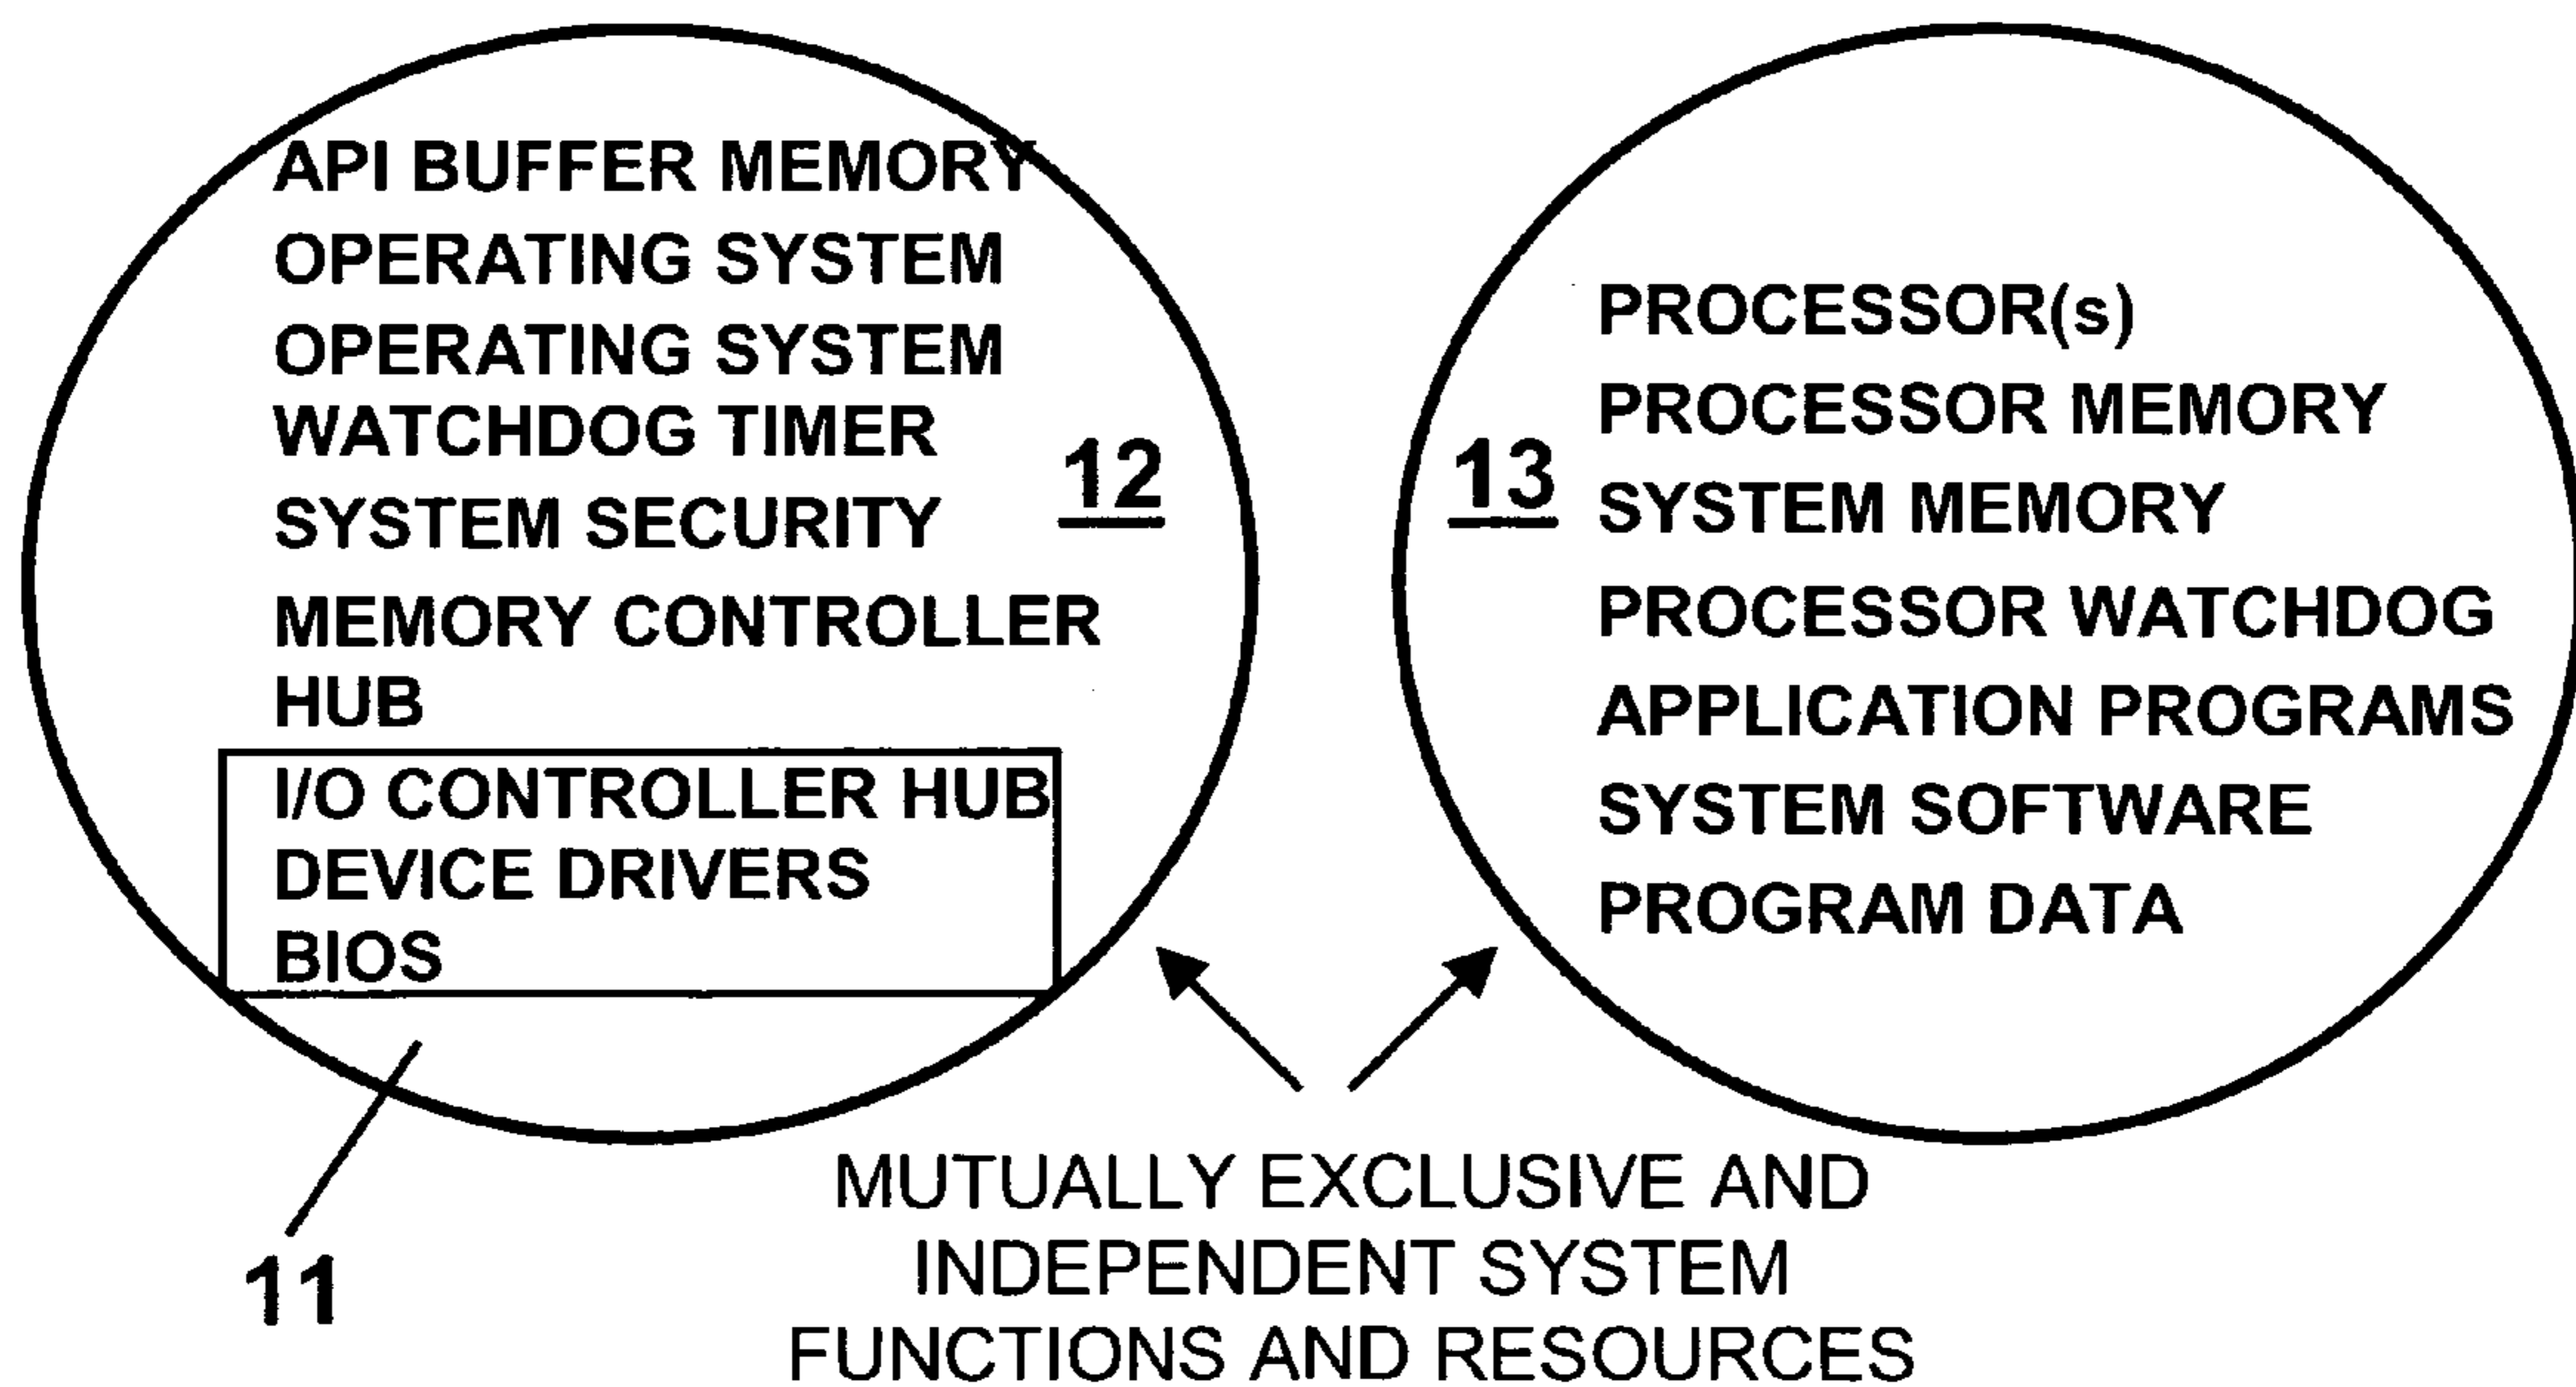 API BUFFER MEMORY
OPERATING SYSTEM
OPERATING SYSTEM
WATCHDOG TIMER
SYSTEM SECURITY
MEMORY CONTROLLER
HUB
I/O CONTROLLER HUB
DEVICE DRIVERS
BIOS
12
11
13
PROCESSOR(s)
PROCESSOR MEMORY
SYSTEM MEMORY
PROCESSOR WATCHDOG
APPLICATION PROGRAMS
SYSTEM SOFTWARE
PROGRAM DATA
MUTUALLY EXCLUSIVE AND
INDEPENDENT SYSTEM
FUNCTIONS AND RESOURCES